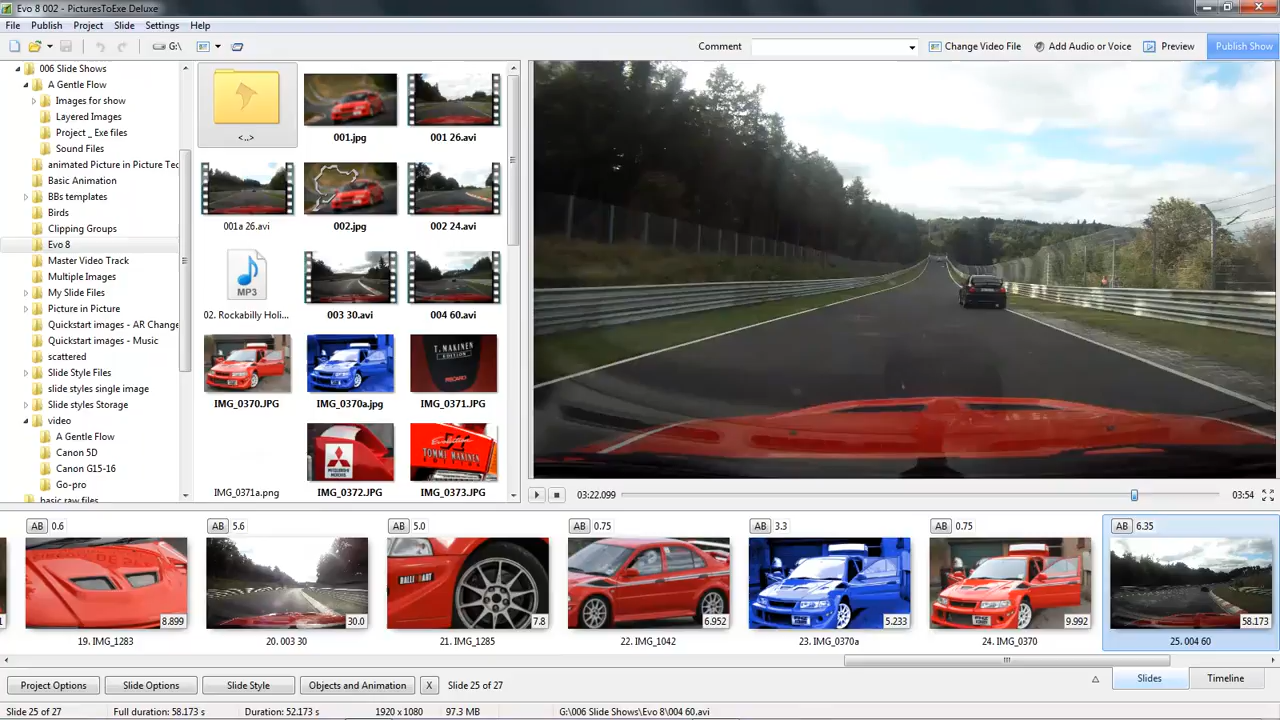 Evo 8 002 - PicturesToExe Deluxe
File Publish Project Slide Settings Help
G:\
Comment
Change Video File
Add Audio or Voice
Preview
Publish Show
006 Slide Shows
A Gentle Flow
Images for show
Layered Images
Project _ Exe files
Sound Files
animated Picture in Picture Tec
Basic Animation
BBs templates
Birds
Clipping Groups
Evo 8
Master Video Track
Multiple Images
My Slide Files
Picture in Picture
Quickstart images - AR Change
Quickstart images - Music
scattered
Slide Style Files
slide styles single image
Slide styles Storage
video
A Gentle Flow
Canon 5D
Canon G15-16
Go-pro
basic raw files
<..> 001.jpg 001 26.avi
001a 26.avi 002.jpg 002 24.avi
MP3
02. Rockabilly Holi... 003 30.avi 004 60.avi
T. MAKINEN
EDITION
IMG_0370.JPG IMG_0370a.jpg IMG_0371.JPG
MITSUBISHI
MOTORS
Evolution
TOMMI MAKINEN
EDITION
IMG_0371a.png IMG_0372.JPG IMG_0373.JPG
03:22.099
03:54
AB 0.6 AB 5.6 AB 5.0 AB 0.75 AB 3.3 AB 0.75 AB 6.35
RALLI ART
8.899 30.0 7.8 6.952 5.233 9.992 58.173
19. IMG_1283 20. 003 30 21. IMG_1285 22. IMG_1042 23. IMG_0370a 24. IMG_0370 25. 004 60
Project Options Slide Options Slide Style Objects and Animation X Slide 25 of 27
Slides Timeline
Slide 25 of 27 Full duration: 58.173 s Duration: 52.173 s 1920 x 1080 97.3 MB G:\006 Slide Shows\Evo 8\004 60.avi